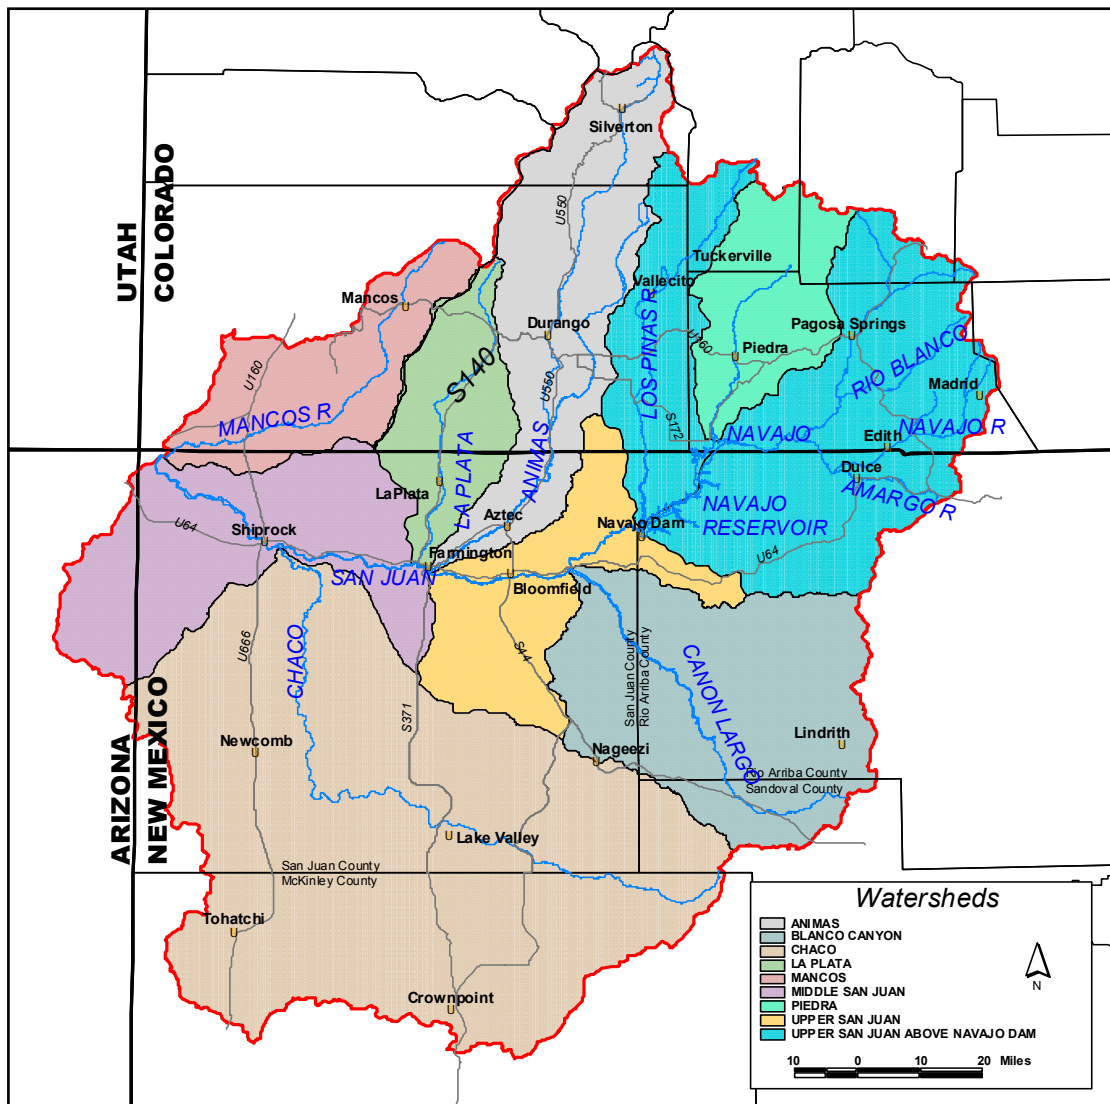 Silverton
UTAH
COLORADO
U550
Tuckerville
Vallecito
Mancos
Durango
Pagosa Springs
LOS PINAS R
U160
Piedra
RIO BLANCO
U160
S140
U550
Madrid
MANCOS R
S172
NAVAJO
Edith
NAVAJO R
LA PLATA
ANIMAS
LaPlata
Dulce
AMARGO R
Aztec
NAVAJO
RESERVOIR
U64
Shiprock
Navajo Dam
Farmington
U64
SAN JUAN
Bloomfield
CHACO
U666
S44
San Juan County
Rio Arriba County
CANON LARGO
S371
ARIZONA
NEW MEXICO
Newcomb
Nageezi
Lindrith
Rio Arriba County
Sandoval County
Lake Valley
San Juan County
McKinley County
Tohatchi
Crownpoint
Watersheds
ANIMAS
BLANCO CANYON
CHACO
LA PLATA
MANCOS
MIDDLE SAN JUAN
PIEDRA
UPPER SAN JUAN
UPPER SAN JUAN ABOVE NAVAJO DAM
N
10 0 10 20 Miles